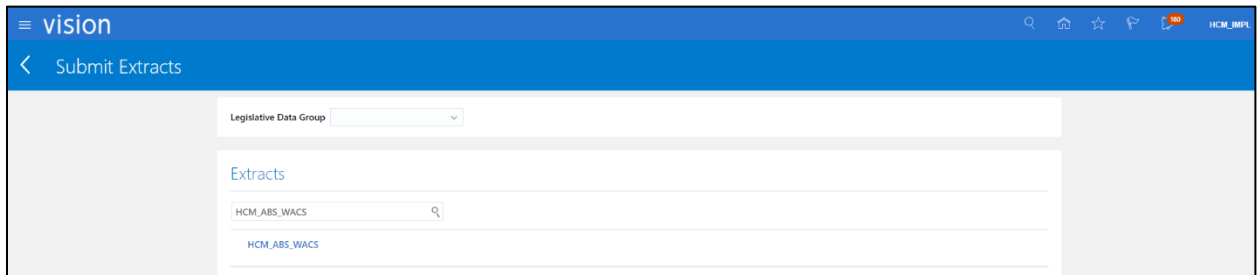 vision
180
HCM_IMPL
Submit Extracts
Legislative Data Group
Extracts
HCM_ABS_WACS
HCM_ABS_WACS